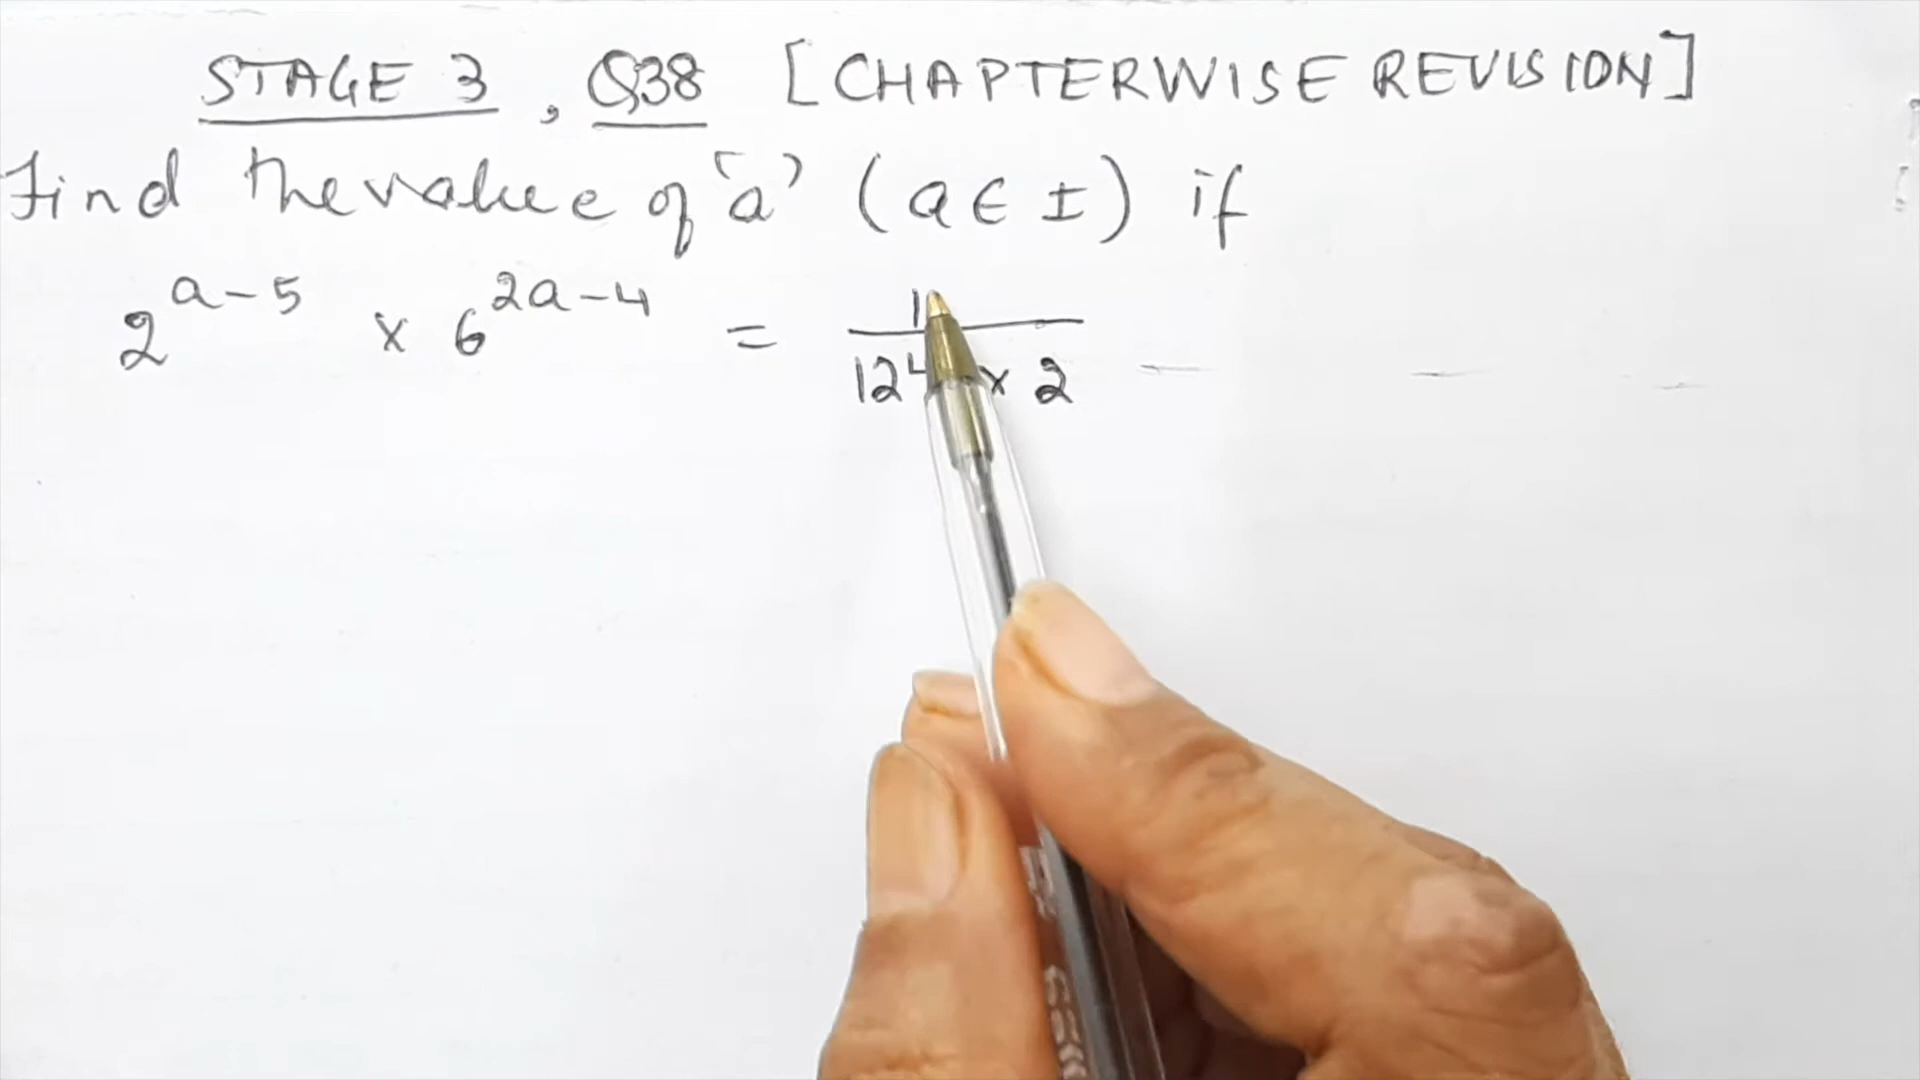 STAGE 3, Q38 [CHAPTERWISE REVISION]
Find the value of 'a' (a ∈ I) if
2^{a-5} × 6^{2a-4} = \frac{1}{12^4 × 2}